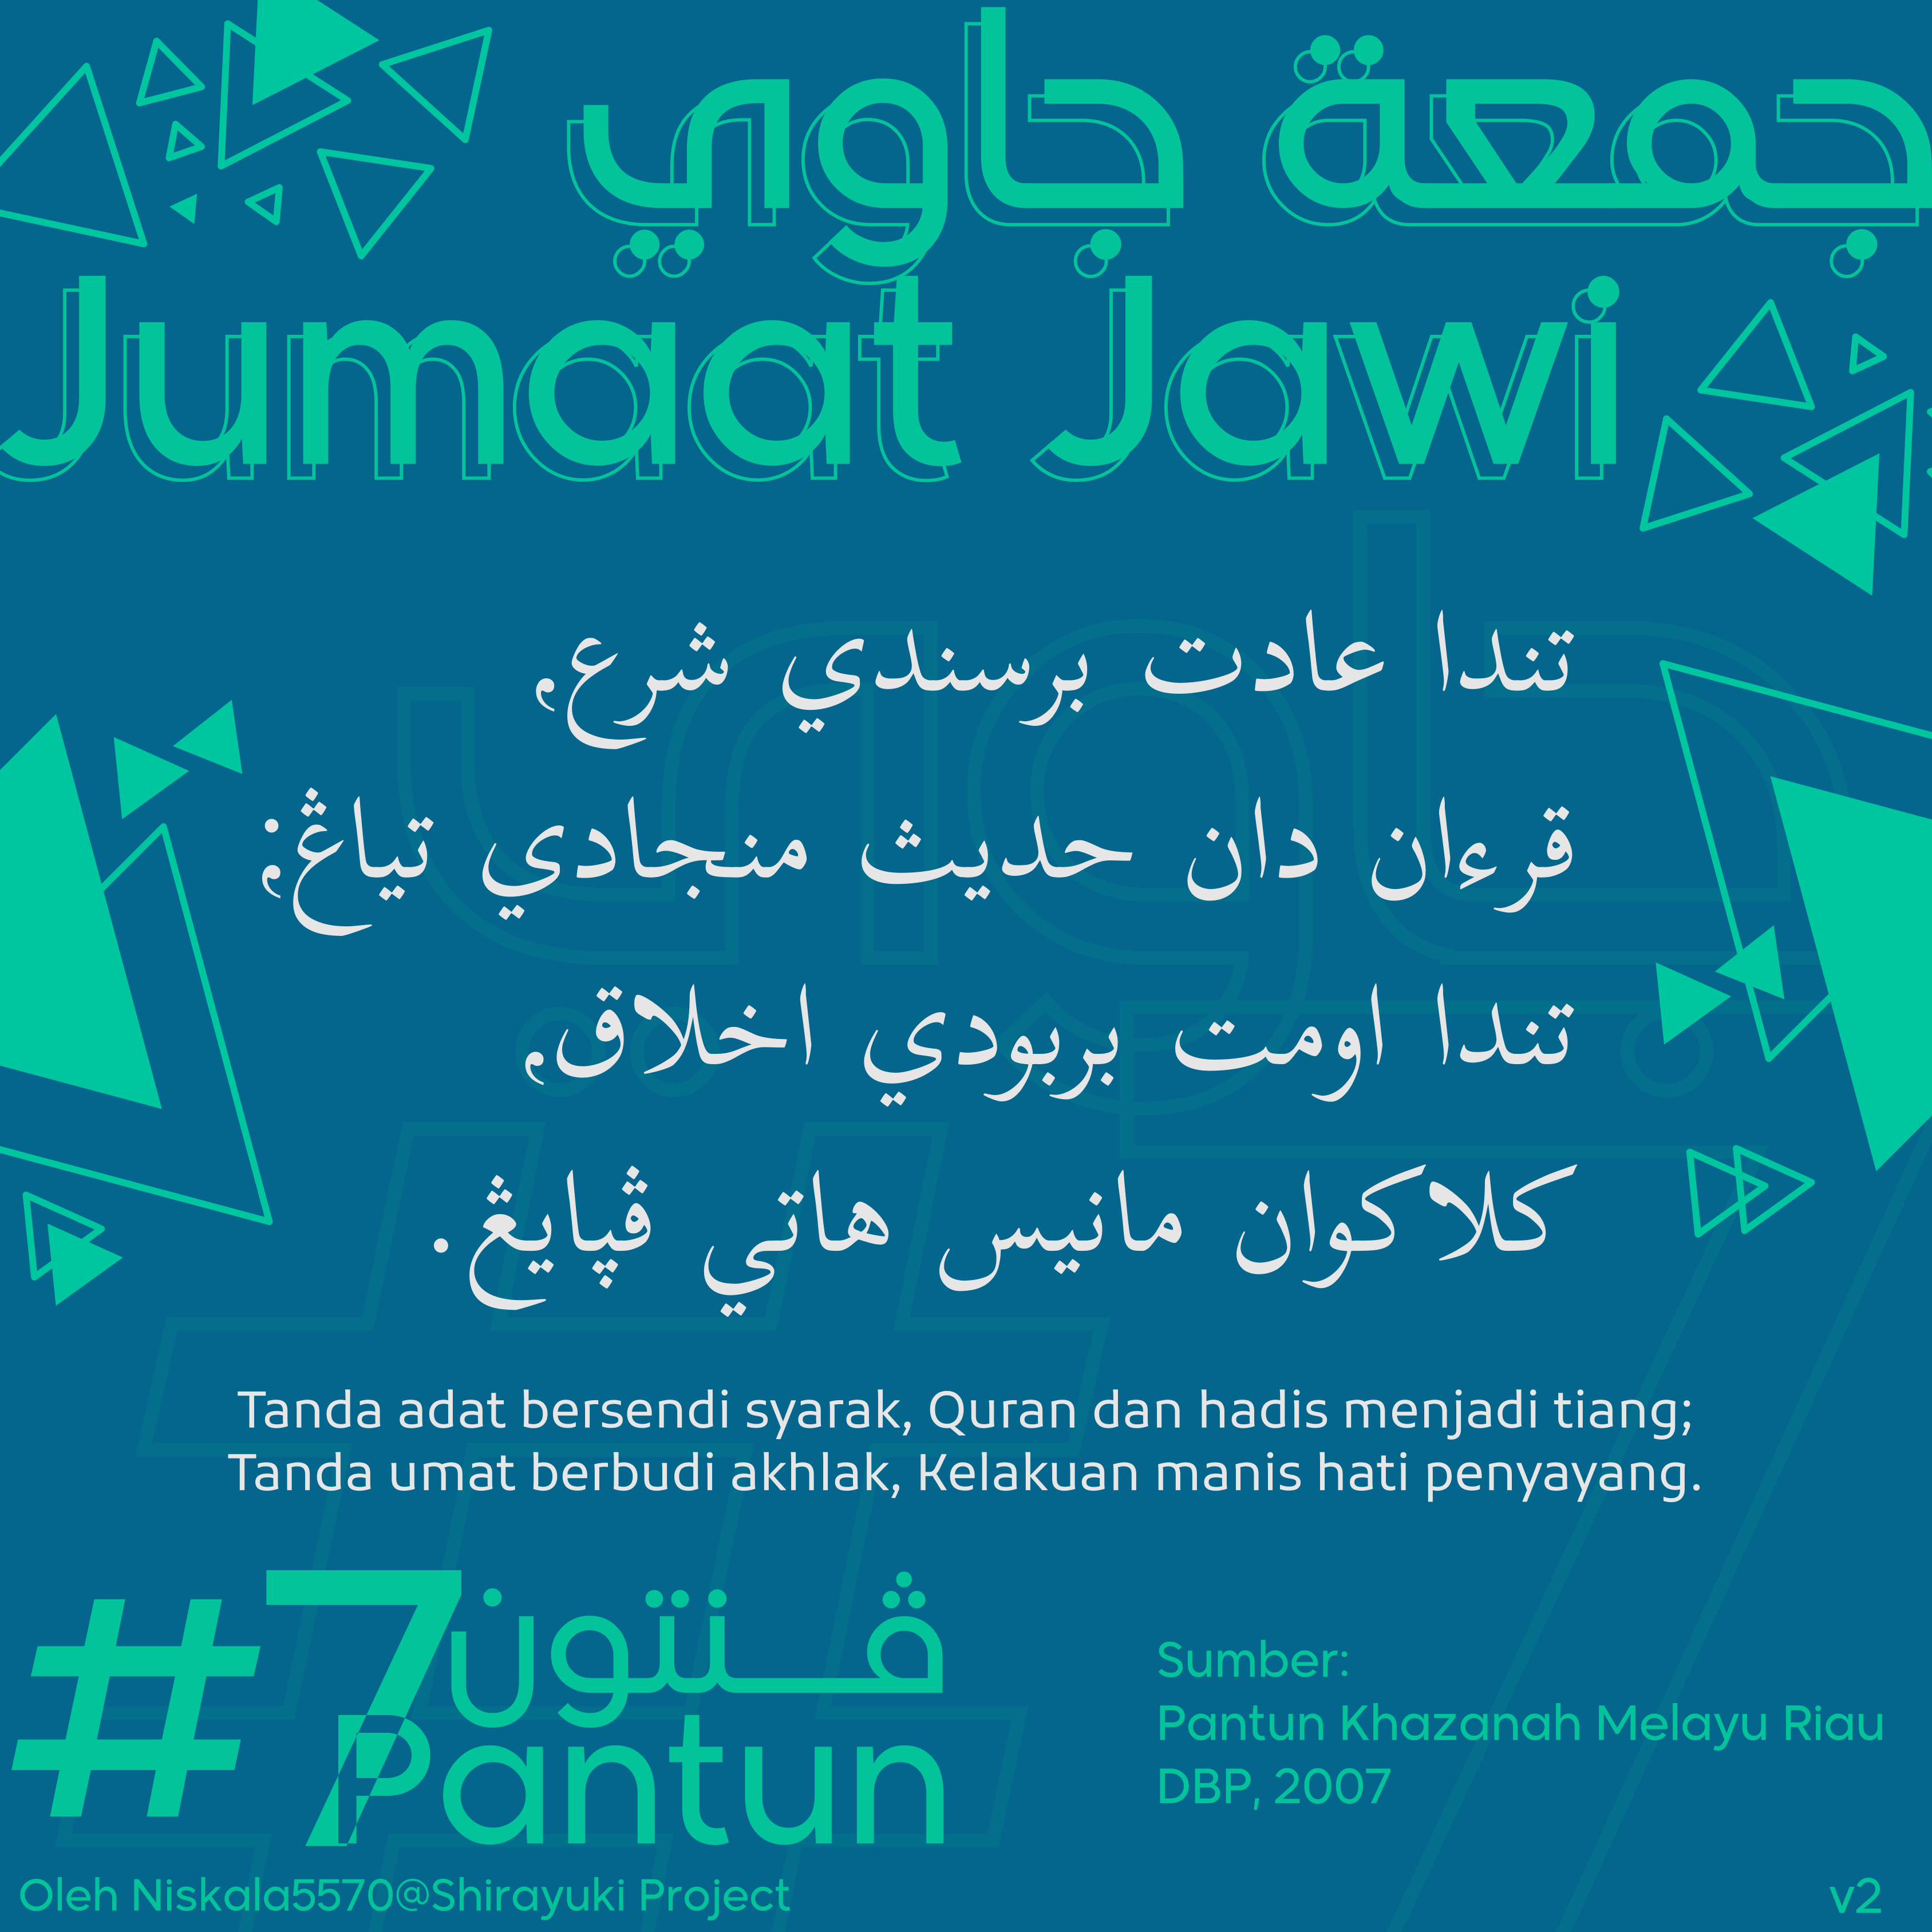 جمعة جاوي
Jumaat Jawi
تندا عادت برسندي شرع⹁
قرءان دان حديث منجادي تياڠ⁏
تندا اومت بربودي اخلاق⹁
کلاکوان مانيس هاتي ڤڽايڠ.
Tanda adat bersendi syarak, Quran dan hadis menjadi tiang;
Tanda umat berbudi akhlak, Kelakuan manis hati penyayang.
#7 ڤنتون
Pantun
Sumber:
Pantun Khazanah Melayu Riau
DBP, 2007
Oleh Niskala5570@Shirayuki Project
v2